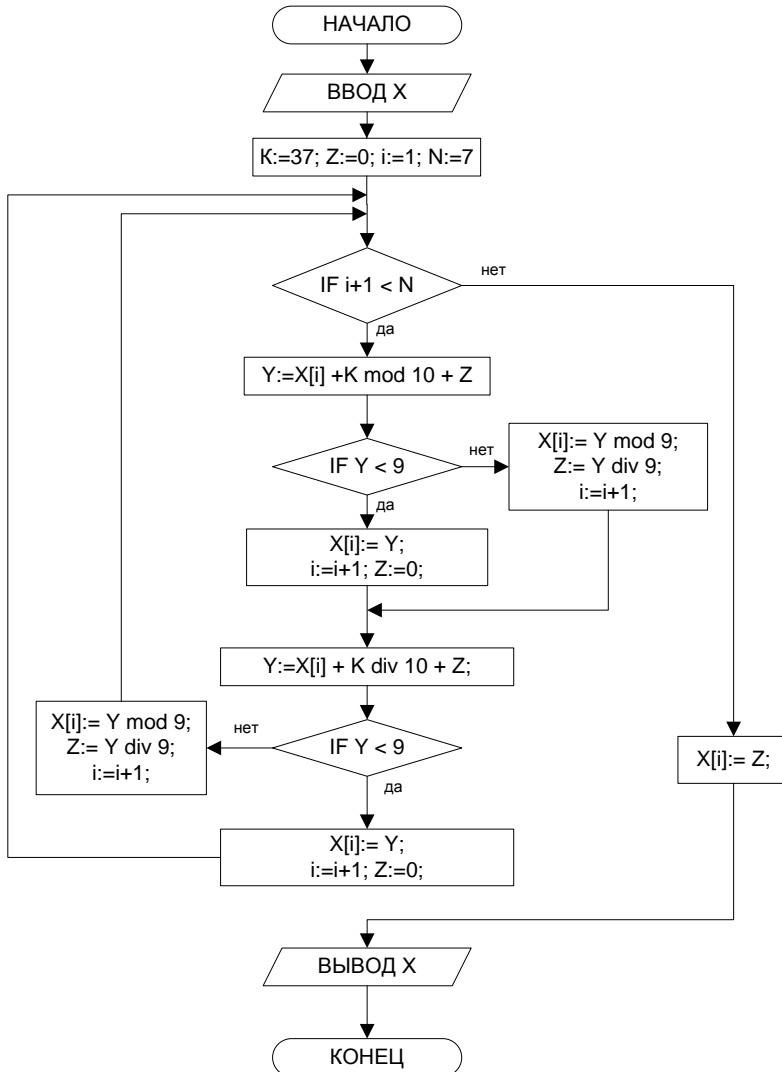 НАЧАЛО
ВВОД X
K:=37; Z:=0; i:=1; N:=7
IF i+1 < N
нет
да
Y:=X[i] +K mod 10 + Z
IF Y < 9
нет
X[i]:= Y mod 9;
Z:= Y div 9;
i:=i+1;
да
X[i]:= Y;
i:=i+1; Z:=0;
Y:=X[i] + K div 10 + Z;
X[i]:= Y mod 9;
Z:= Y div 9;
i:=i+1;
нет
IF Y < 9
X[i]:= Z;
да
X[i]:= Y;
i:=i+1; Z:=0;
ВЫВОД X
КОНЕЦ